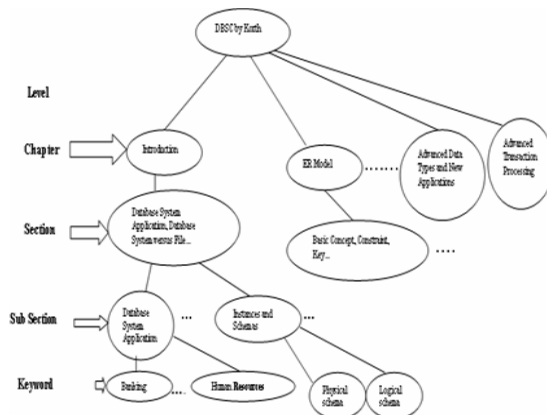 DBSC by Korth
Level
Chapter
Introduction
ER Model
.......
Advanced Data
Types and New
Applications
Advanced
Transaction
Processing
Section
Database System
Application, Database
System versus File...
Basic Concept, Constraint,
Key...
....
Sub Section
Database
System
Application
...
Instances and
Schemas
...
Keyword
Banking
....
Human Resources
Physical
schema
Logical
schema